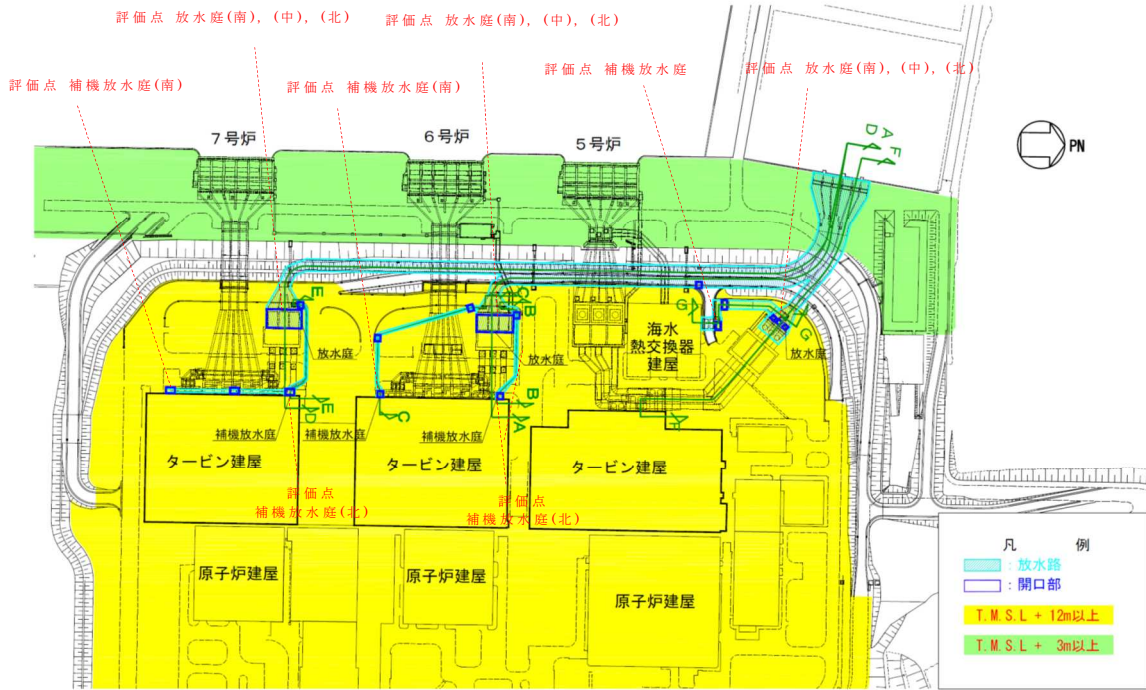 評価点 放水庭(南), (中), (北)
評価点 放水庭(南), (中), (北)
評価点 補機放水庭(南)
評価点 補機放水庭(南)
評価点 補機放水庭
評価点 放水庭(南), (中), (北)
7号炉
6号炉
5号炉
A
D
F
PN
E
C
B
G
G
海水
熱交換器
建屋
放水庭
放水庭
放水庭
E
D
C
B
A
F
補機放水庭
補機放水庭
補機放水庭
タービン建屋
タービン建屋
タービン建屋
評価点
補機放水庭(北)
評価点
補機放水庭(北)
原子炉建屋
原子炉建屋
原子炉建屋
凡 例
: 放水路
: 開口部
T.M.S.L + 12m以上
T.M.S.L + 3m以上